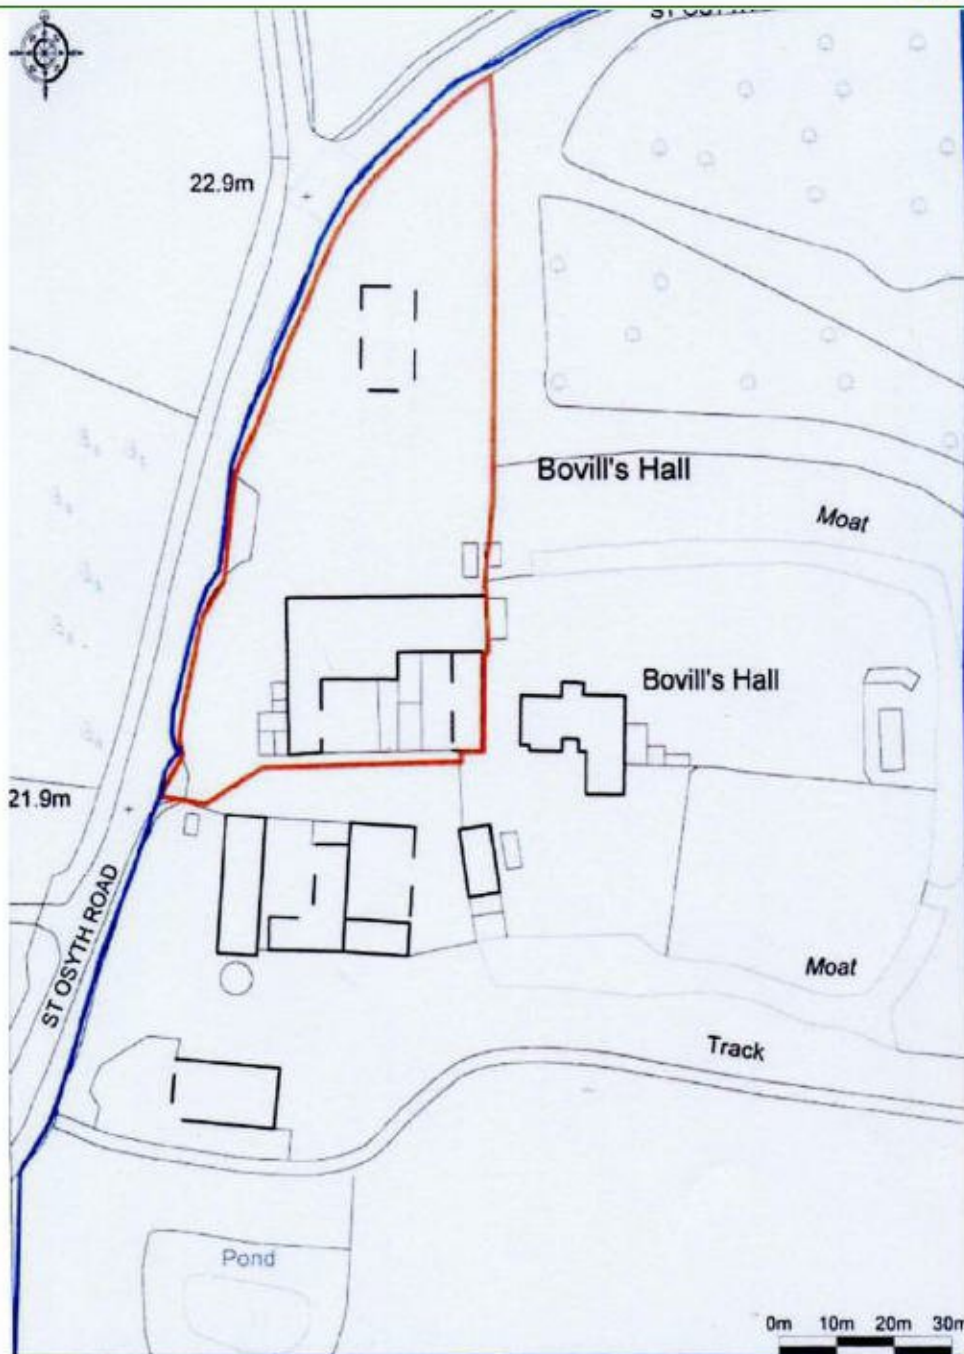 22.9m
Bovill's Hall
Moat
Bovill's Hall
21.9m
ST OSYTH ROAD
Moat
Track
Pond
0m 10m 20m 30m